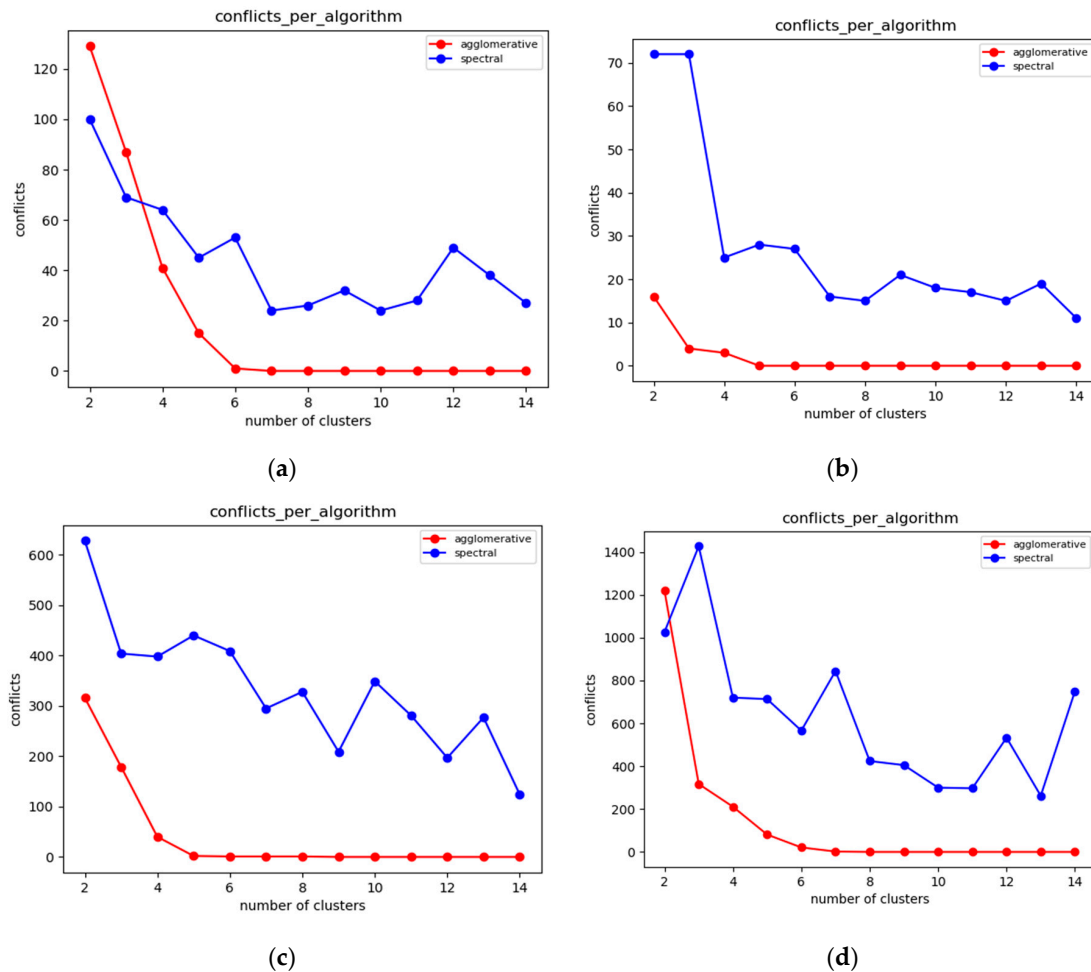 conflicts_per_algorithm
agglomerative
spectral
120
100
80
60
40
20
0
conflicts
2 4 6 8 10 12 14
number of clusters
(a)
conflicts_per_algorithm
agglomerative
spectral
70
60
50
40
30
20
10
0
conflicts
2 4 6 8 10 12 14
number of clusters
(b)
conflicts_per_algorithm
agglomerative
spectral
600
500
400
300
200
100
0
conflicts
2 4 6 8 10 12 14
number of clusters
(c)
conflicts_per_algorithm
agglomerative
spectral
1400
1200
1000
800
600
400
200
0
conflicts
2 4 6 8 10 12 14
number of clusters
(d)